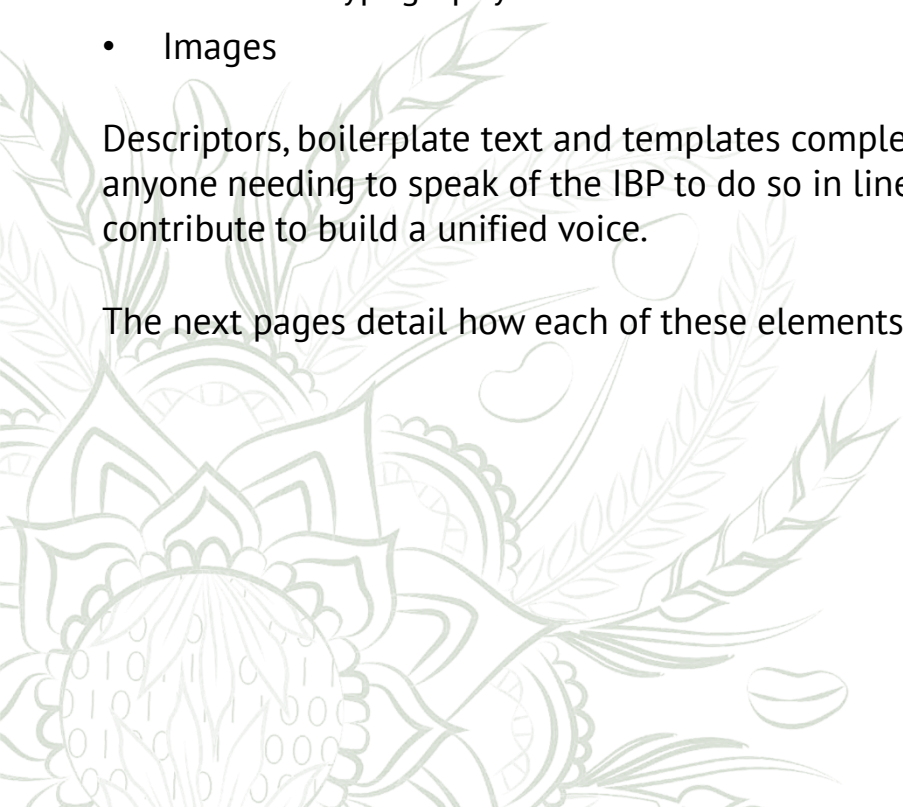 • Images
Descriptors, boilerplate text and templates
anyone needing to speak of the IBP to do so in line
contribute to build a unified voice.
The next pages detail how each of these elements